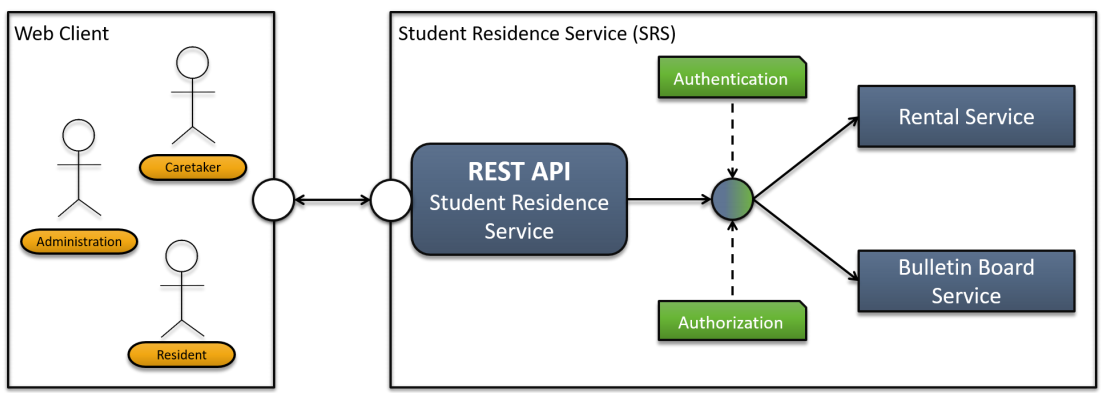 Web Client
Caretaker
Administration
Resident
Student Residence Service (SRS)
REST API
Student Residence
Service
Authentication
Authorization
Rental Service
Bulletin Board
Service